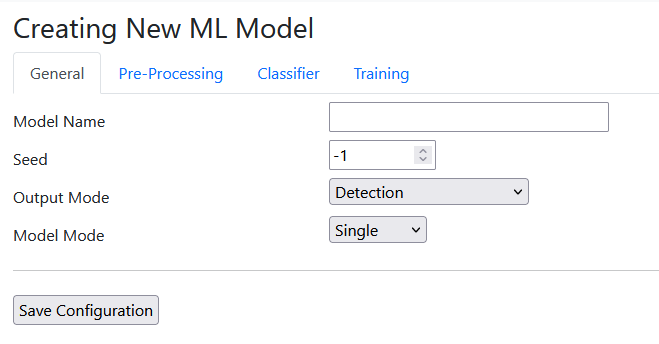 Creating New ML Model
General Pre-Processing Classifier Training
Model Name
Seed -1
Output Mode Detection
Model Mode Single
Save Configuration